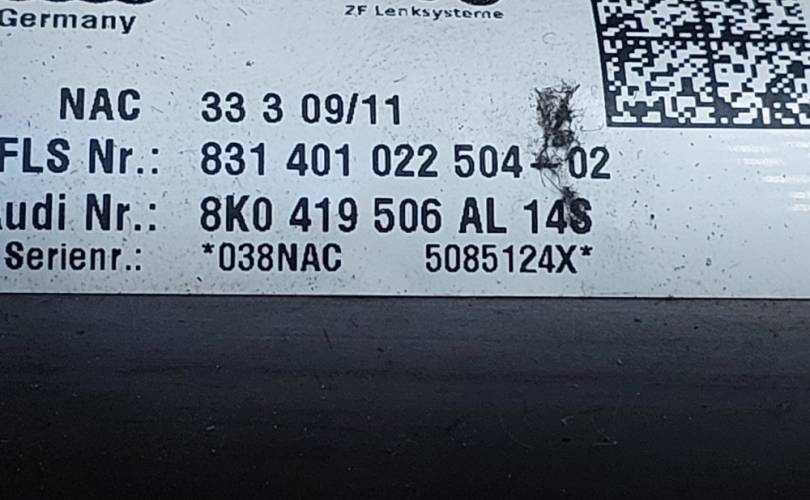 Germany
ZF Lenksysteme
NAC 33 3 09/11
FLS Nr.: 831 401 022 504 - 02
udi Nr.: 8K0 419 506 AL 14S
Serienr.: *038NAC 5085124X*